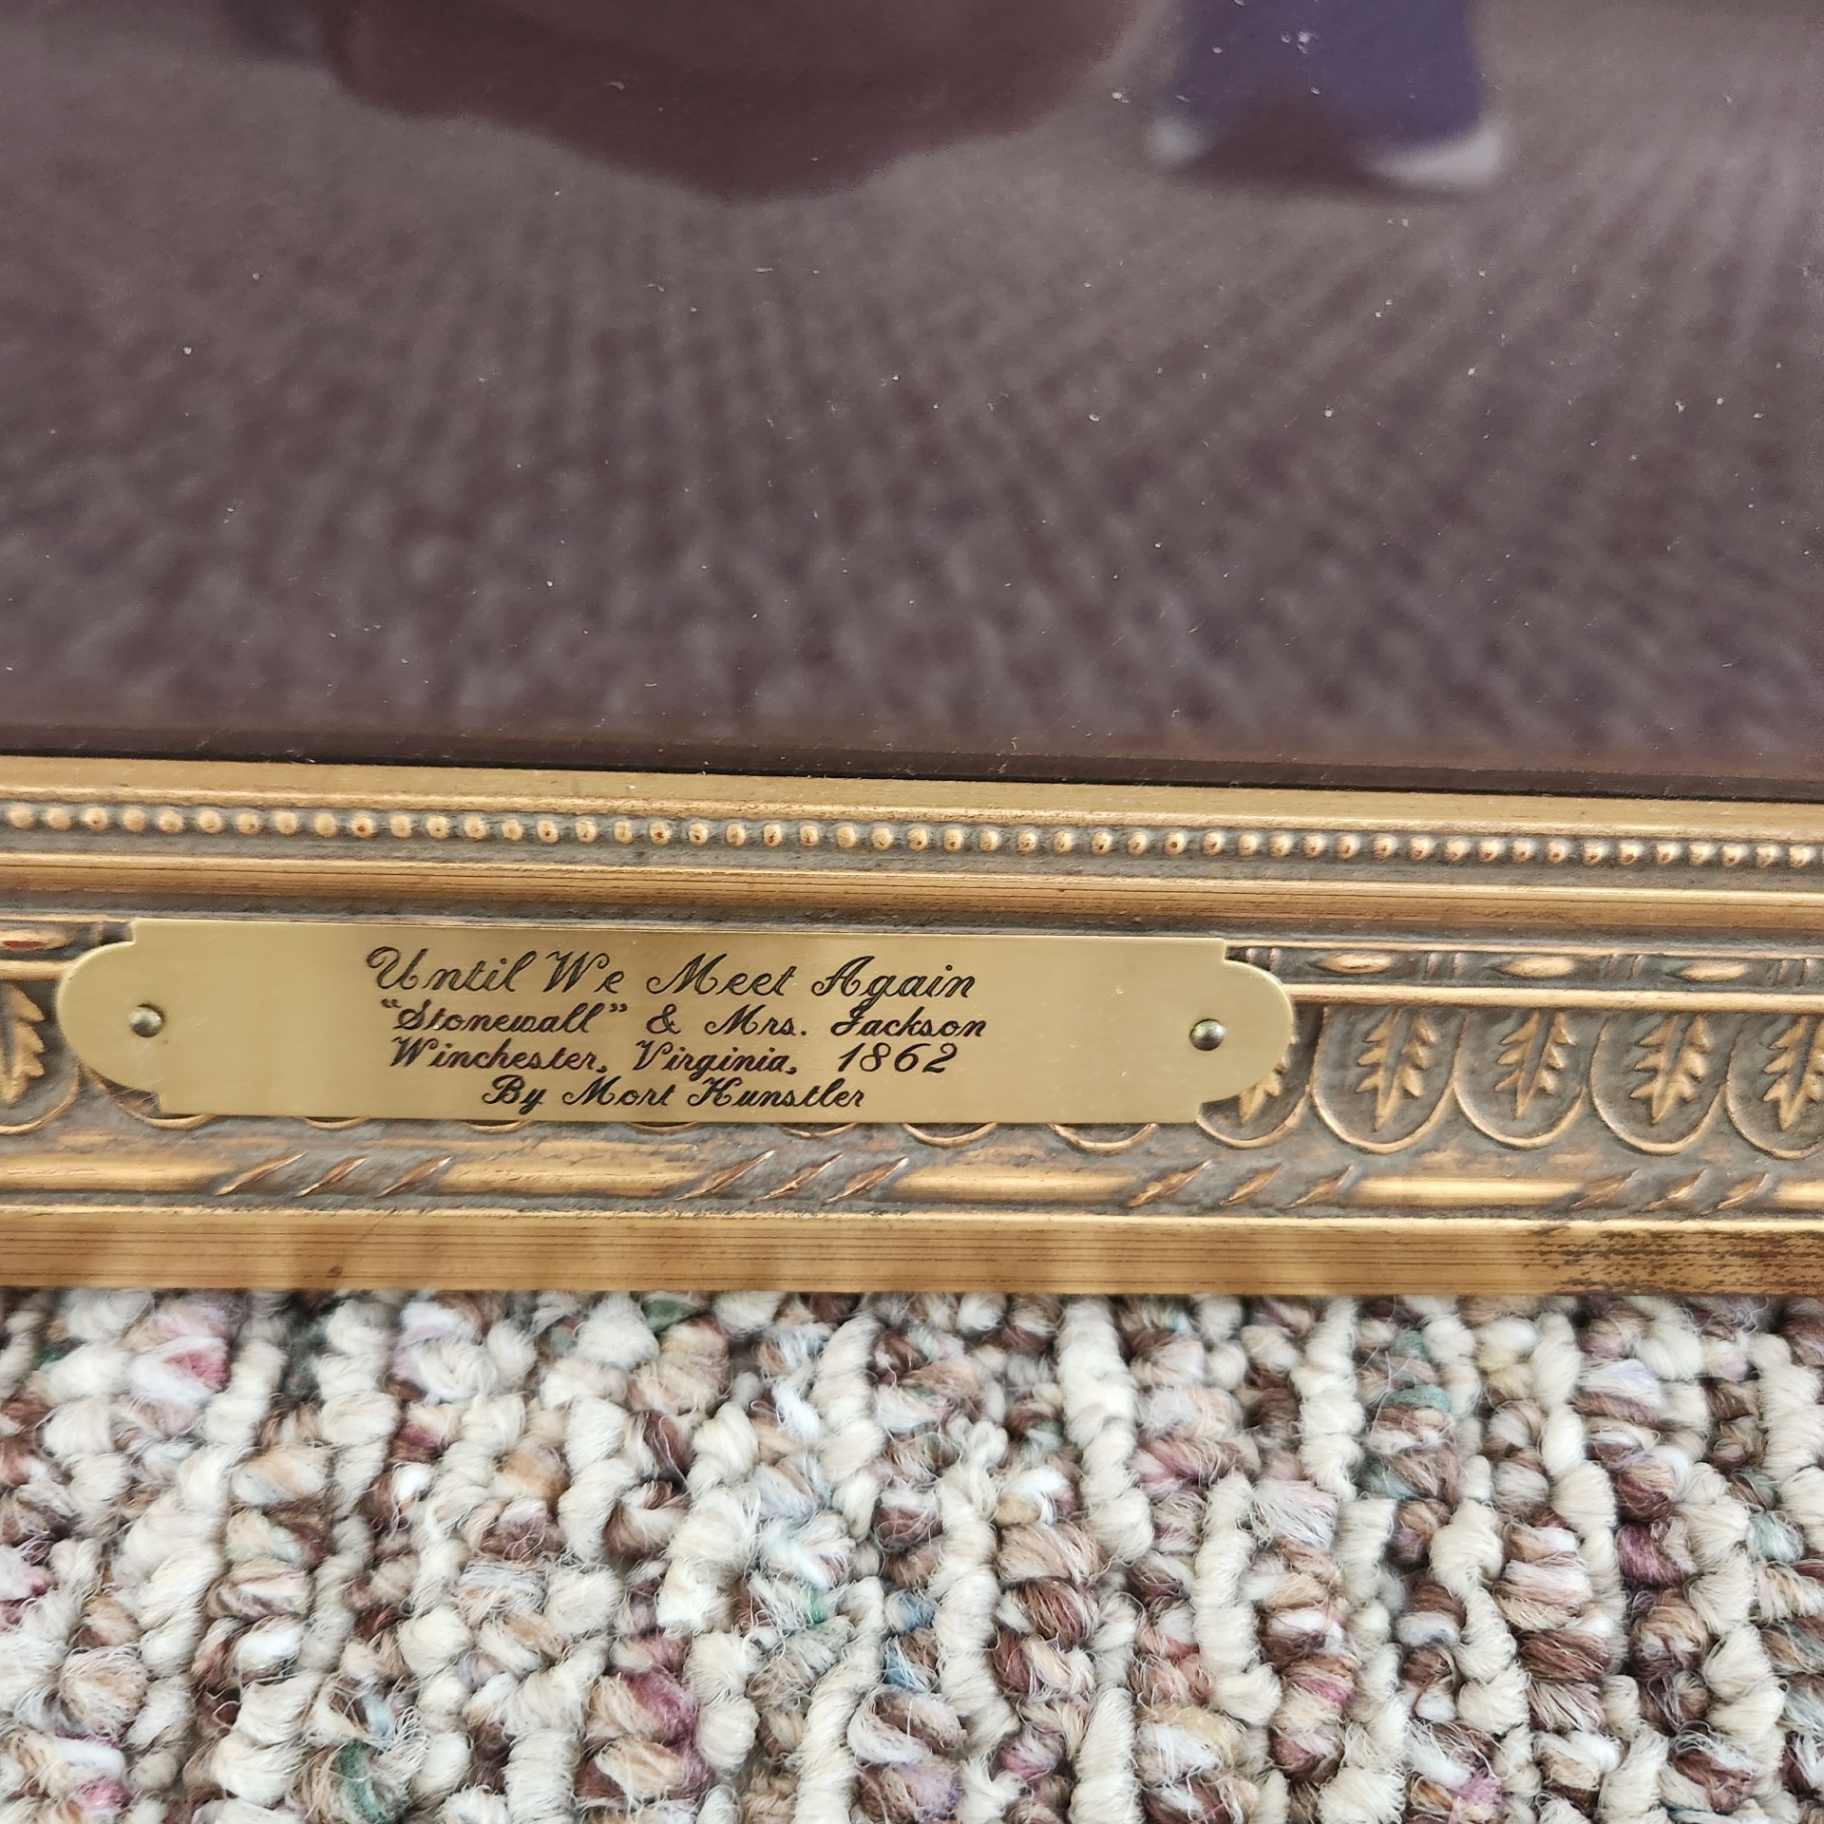 Until We Meet Again
"Stonewall" & Mrs. Jackson
Winchester, Virginia, 1862
By Mort Kunstler